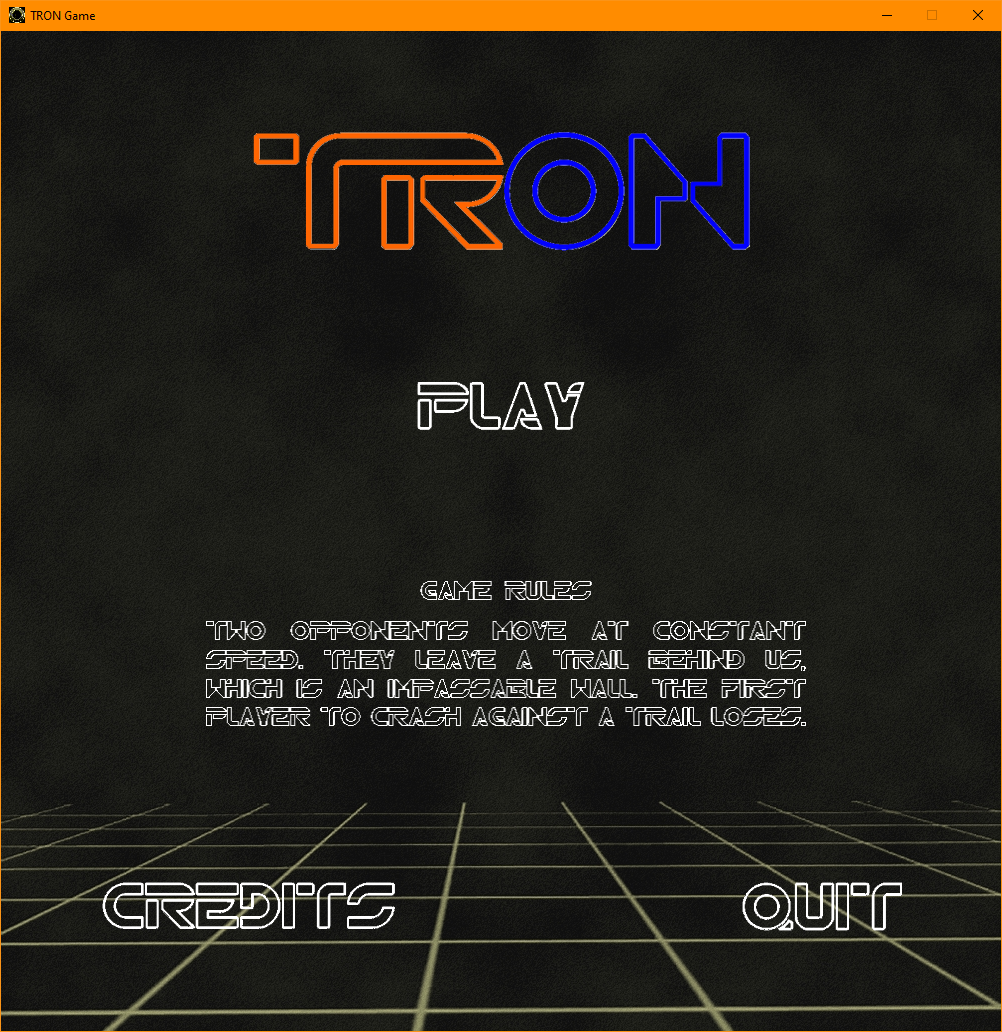 TRON Game
TRON
PLAY
GAME RULES
TWO OPPONENTS MOVE AT CONSTANT
SPEED. THEY LEAVE A TRAIL BEHIND US,
WHICH IS AN IMPASSABLE WALL. THE FIRST
PLAYER TO CRASH AGAINST A TRAIL LOSES.
CREDITS QUIT